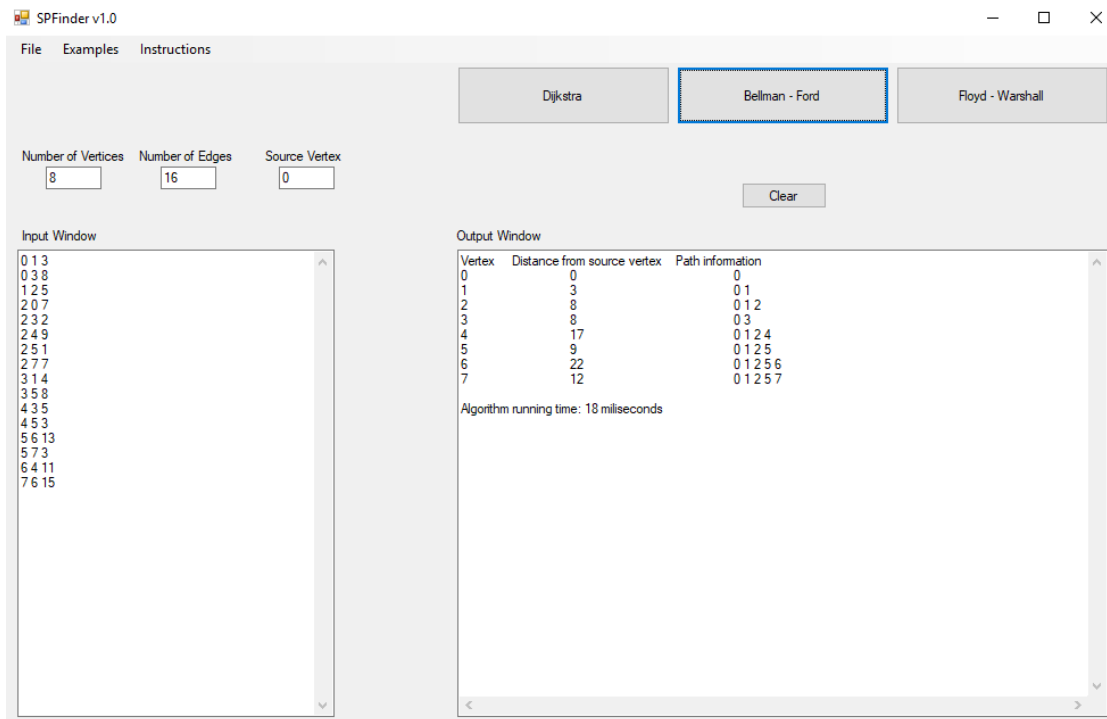 SPFinder v1.0
File Examples Instructions
Dijkstra Bellman - Ford Floyd - Warshall
Number of Vertices Number of Edges Source Vertex
8 16 0
Clear
Input Window
0 1 3
0 3 8
1 2 5
2 0 7
2 3 2
2 4 9
2 5 1
2 7 7
3 1 4
3 5 8
4 3 5
4 5 3
5 6 13
5 7 3
6 4 11
7 6 15
Output Window
Vertex Distance from source vertex Path information
0 0 0
1 3 0 1
2 8 0 1 2
3 8 0 3
4 17 0 1 2 4
5 9 0 1 2 5
6 22 0 1 2 5 6
7 12 0 1 2 5 7
Algorithm running time: 18 miliseconds